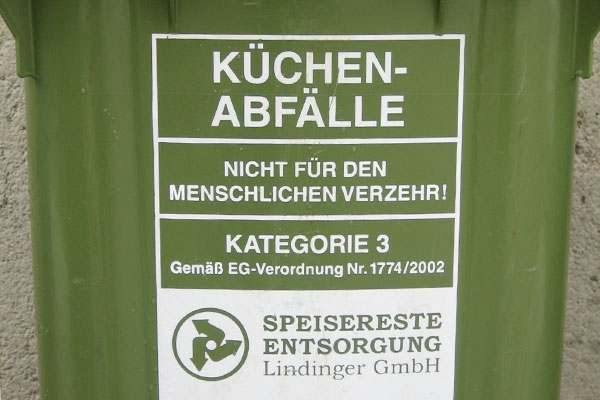 KÜCHEN-
ABFÄLLE
NICHT FÜR DEN
MENSCHLICHEN VERZEHR!
KATEGORIE 3
Gemäß EG-Verordnung Nr. 1774/2002
SPEISERESTE
ENTSORGUNG
Lindinger GmbH